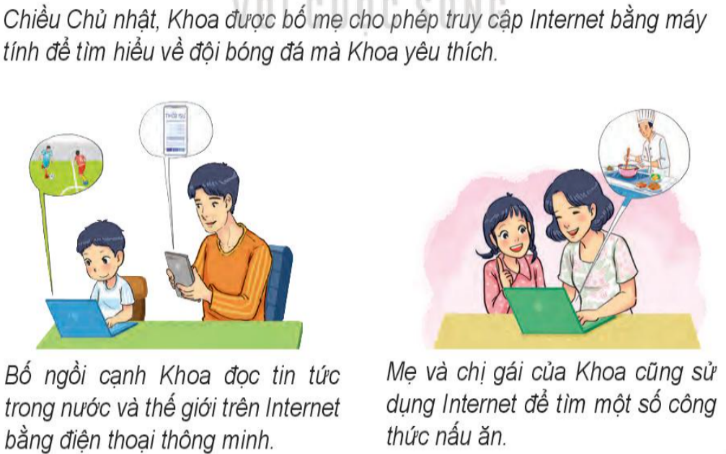 Chiều Chủ nhật, Khoa được bố mẹ cho phép truy cập Internet bằng máy
tính để tìm hiểu về đội bóng đá mà Khoa yêu thích.
Bố ngồi cạnh Khoa đọc tin tức
trong nước và thế giới trên Internet
bằng điện thoại thông minh.
Mẹ và chị gái của Khoa cũng sử
dụng Internet để tìm một số công
thức nấu ăn.